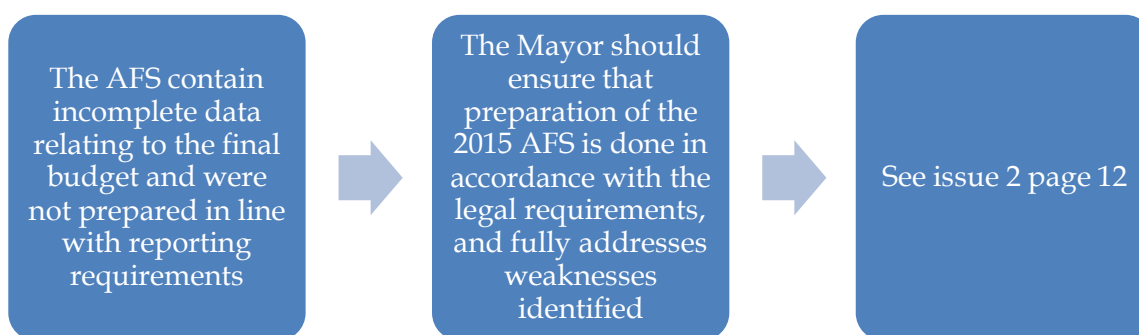 The AFS contain
incomplete data
relating to the final
budget and were
not prepared in line
with reporting
requirements
The Mayor should
ensure that
preparation of the
2015 AFS is done in
accordance with the
legal requirements,
and fully addresses
weaknesses
identified
See issue 2 page 12